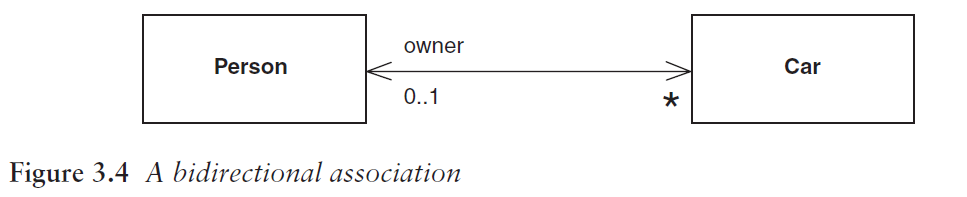 owner
Person
Car
0..1
*
Figure 3.4 A bidirectional association